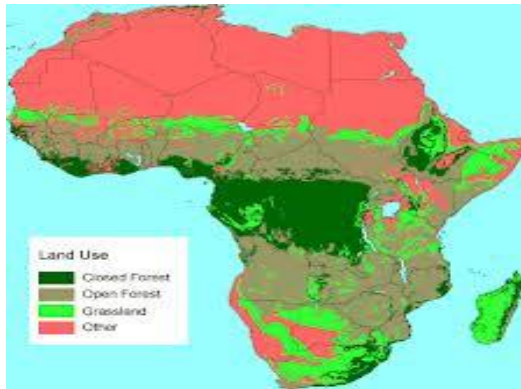 Land Use
Closed Forest
Open Forest
Grassland
Other